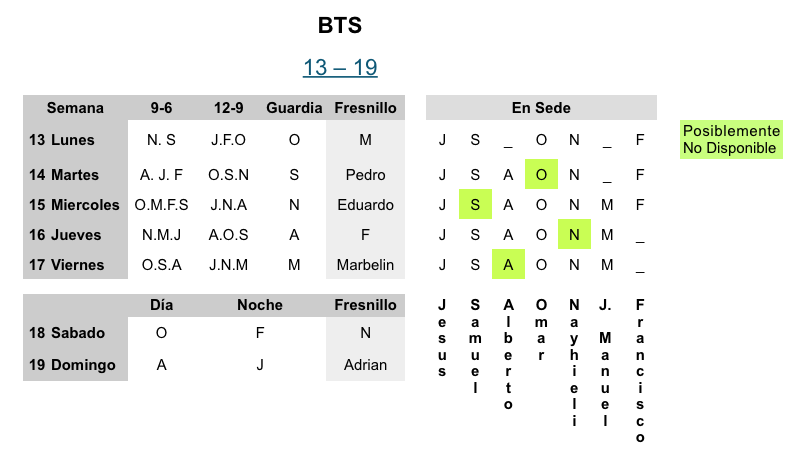 BTS
13 – 19
Semana 9-6 12-9 Guardia Fresnillo
13 Lunes N. S J.F.O O M
14 Martes A. J. F O.S.N S Pedro
15 Miercoles O.M.F.S J.N.A N Eduardo
16 Jueves N.M.J A.O.S A F
17 Viernes O.S.A J.N.M M Marbelin
Día Noche Fresnillo
18 Sabado O F N
19 Domingo A J Adrian
En Sede
J S _ O N _ F
J S A O N _ F
J S A O N M F
J S A O N M _
J S A O N M _
Jesus
Samuel
Alberto
Omar
Nayhieli
J. Manuel
Francisco
Posiblemente
No Disponible